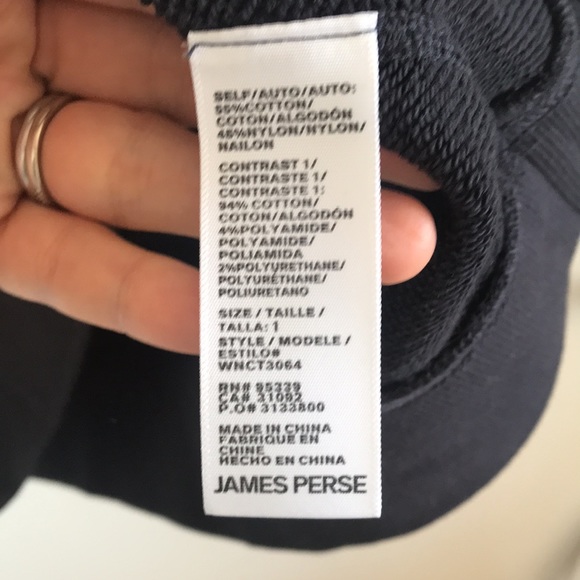 SELF/AUTO/AUTO:
55%COTTON/
COTON/ALGODÓN
45%NYLON/NYLON/
NAILON
CONTRAST 1/
CONTRASTE 1/
CONTRASTE 1:
94% COTTON/
COTON/ALGODÓN
4%POLYAMIDE/
POLYAMIDE/
POLIAMIDA
2%POLYURETHANE/
POLYURÉTHANE/
POLIURETANO
SIZE / TAILLE /
TALLA: 1
STYLE / MODELE /
ESTILO#
WNCT3064
RN# 95339
CA# 31092
P.O# 3133800
MADE IN CHINA
FABRIQUE EN
CHINE
HECHO EN CHINA
JAMES PERSE